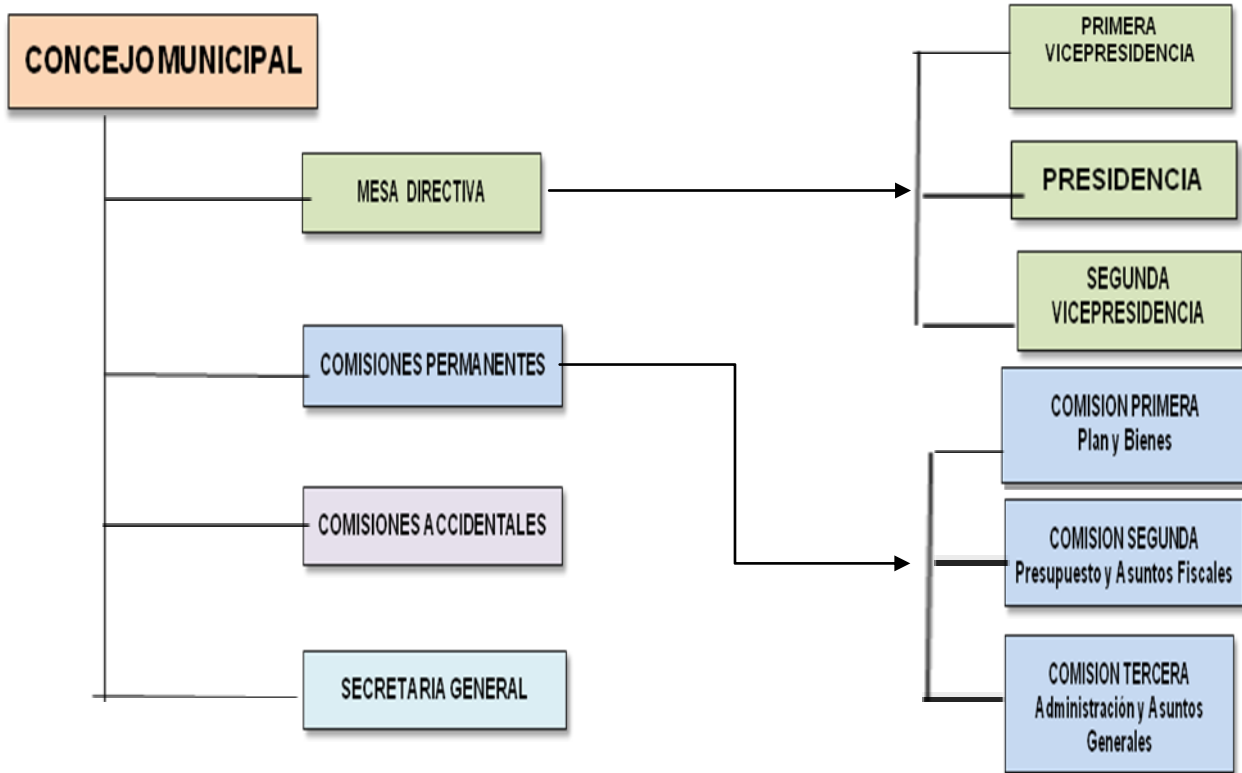 CONCEJO MUNICIPAL
MESA DIRECTIVA
PRIMERA
VICEPRESIDENCIA
PRESIDENCIA
SEGUNDA
VICEPRESIDENCIA
COMISIONES PERMANENTES
COMISION PRIMERA
Plan y Bienes
COMISION SEGUNDA
Presupuesto y Asuntos Fiscales
COMISION TERCERA
Administración y Asuntos
Generales
COMISIONES ACCIDENTALES
SECRETARIA GENERAL